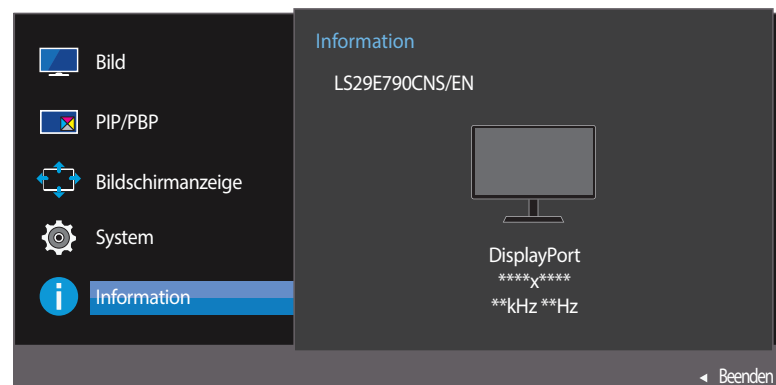 Bild
PIP/PBP
Bildschirmanzeige
System
Information
Information
LS29E790CNS/EN
DisplayPort
****x****
**kHz **Hz
◄ Beenden